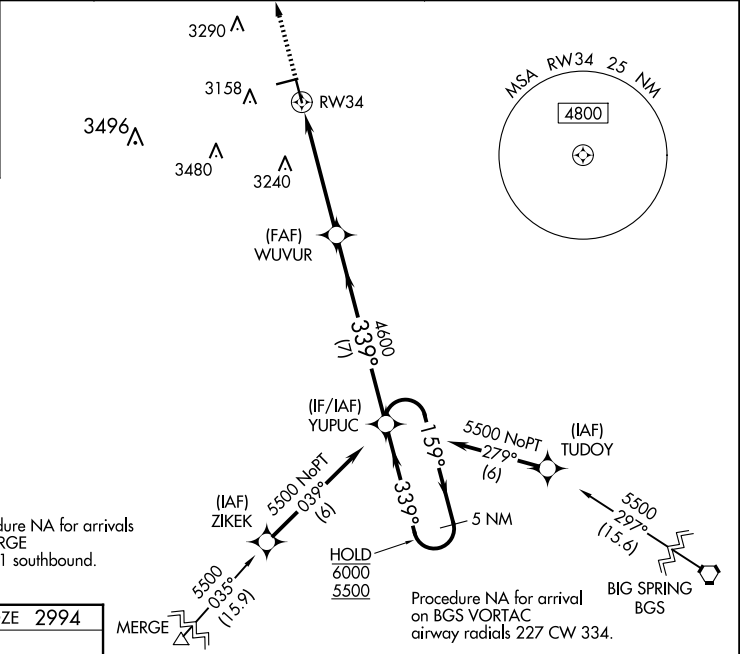 3290
3158
RW34
3496
3480
3240
MSA RW34 25 NM
4800
(FAF)
WUVUR
4600
339°
(7)
(IF/IAF)
YUPUC
5500 NoPT
279°
(6)
(IAF)
TUDOY
159°
339°
5 NM
(IAF)
ZIKEK
5500 NoPT
039°
(6)
HOLD
6000
5500
5500
297°
(15.6)
BIG SPRING
BGS
dure NA for arrivals
RGE
1 southbound.
5500
035°
(15.9)
MERGE
Procedure NA for arrival
on BGS VORTAC
airway radials 227 CW 334.
ZE 2994